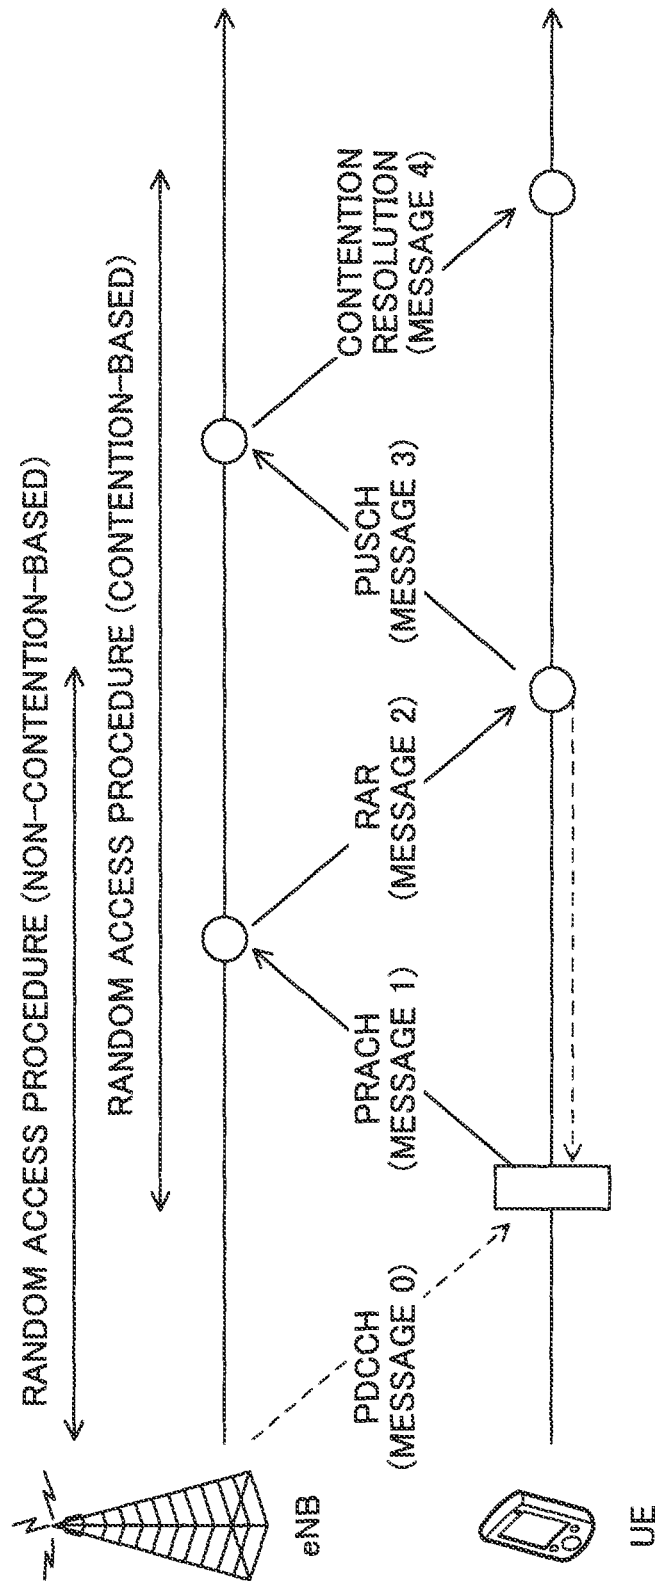 RANDOM ACCESS PROCEDURE (NON-CONTENTION-BASED)
RANDOM ACCESS PROCEDURE (CONTENTION-BASED)
eNB
PDCCH
(MESSAGE 0)
PRACH
(MESSAGE 1)
RAR
(MESSAGE 2)
PUSCH
(MESSAGE 3)
CONTENTION
RESOLUTION
(MESSAGE 4)
UE